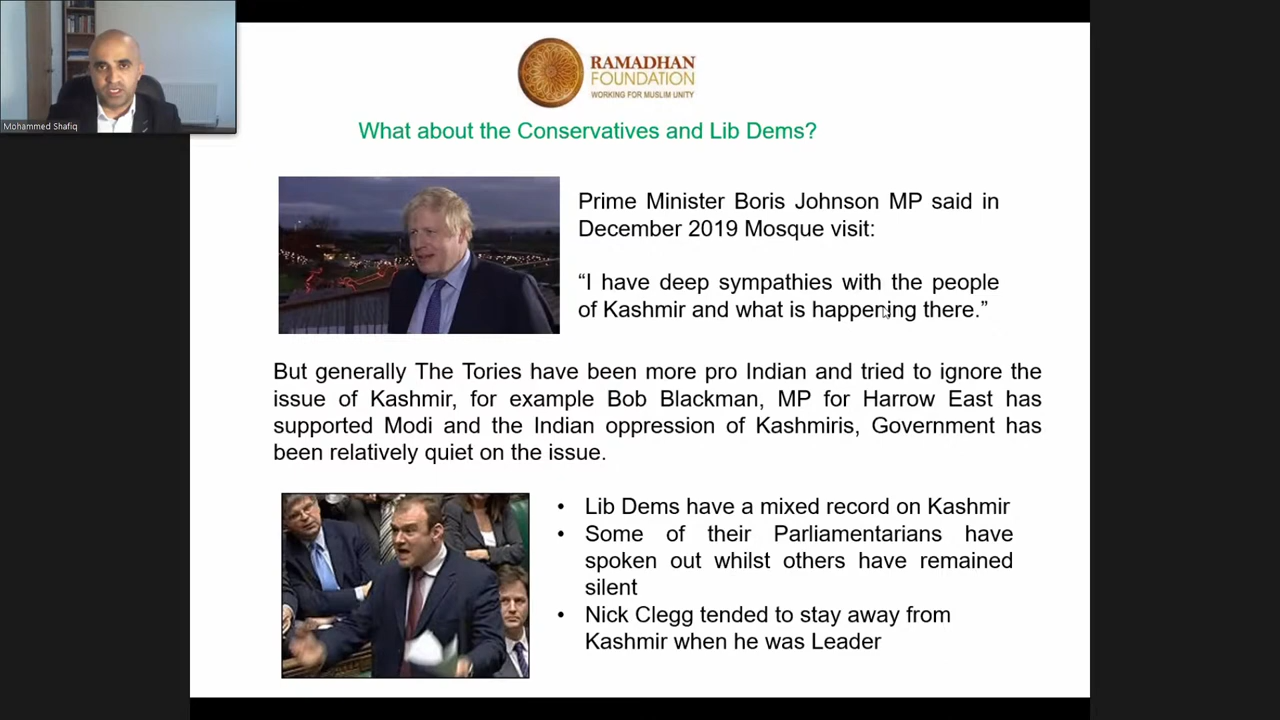 Mohammed Shafiq
RAMADHAN
FOUNDATION
WORKING FOR MUSLIM UNITY
What about the Conservatives and Lib Dems?
Prime Minister Boris Johnson MP said in
December 2019 Mosque visit:
“I have deep sympathies with the people
of Kashmir and what is happening there.”
But generally The Tories have been more pro Indian and tried to ignore the
issue of Kashmir, for example Bob Blackman, MP for Harrow East has
supported Modi and the Indian oppression of Kashmiris, Government has
been relatively quiet on the issue.
• Lib Dems have a mixed record on Kashmir
• Some of their Parliamentarians have
spoken out whilst others have remained
silent
• Nick Clegg tended to stay away from
Kashmir when he was Leader